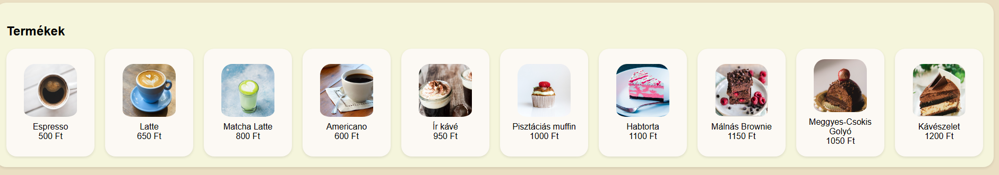 Termékek
Espresso
500 Ft
Latte
650 Ft
Matcha Latte
800 Ft
Americano
600 Ft
Ír kávé
950 Ft
Pisztáciás muffin
1000 Ft
Habtorta
1100 Ft
Málnás Brownie
1150 Ft
Meggyes-Csokis
Golyó
1050 Ft
Kávészelet
1200 Ft